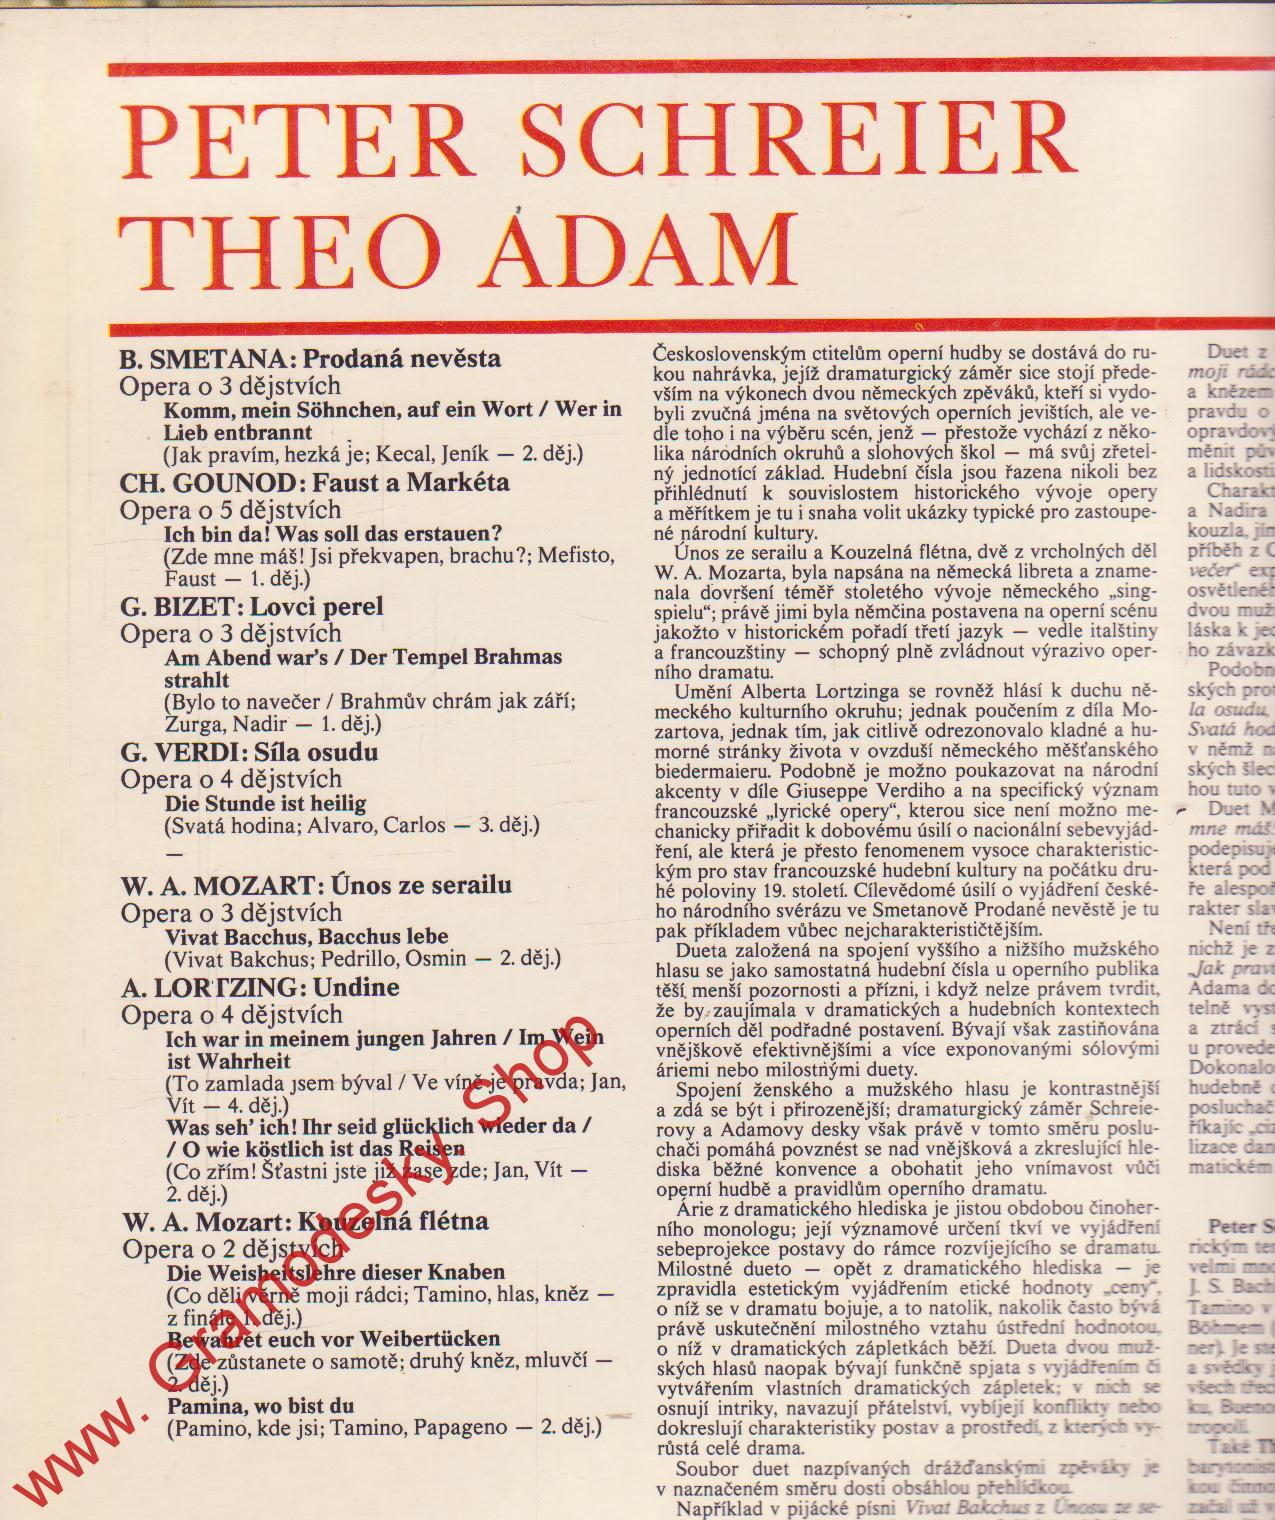 PETER SCHREIER
THEO ADAM
B. SMETANA: Prodaná nevěsta
Opera o 3 dějstvích
Komm, mein Söhnchen, auf ein Wort / Wer in
Lieb entbrannt
(Jak pravím, hezká je; Kecal, Jeník — 2. děj.)
CH. GOUNOD: Faust a Markéta
Opera o 5 dějstvích
Ich bin da! Was soll das erstauen?
(Zde mne máš! Jsi překvapen, brachu?; Mefisto,
Faust — 1. děj.)
G. BIZET: Lovci perel
Opera o 3 dějstvích
Am Abend war's / Der Tempel Brahmas
strahlt
(Bylo to navečer / Brahmův chrám jak září;
Zurga, Nadir — 1. děj.)
G. VERDI: Síla osudu
Opera o 4 dějstvích
Die Stunde ist heilig
(Svatá hodina; Alvaro, Carlos — 3. děj.)
—
W. A. MOZART: Únos ze serailu
Opera o 3 dějstvích
Vivat Bacchus, Bacchus lebe
(Vivat Bakchus; Pedrillo, Osmin — 2. děj.)
A. LORTZING: Undine
Opera o 4 dějstvích
Ich war in meinem jungen Jahren / Im Wein
ist Wahrheit
(To zamlada jsem býval / Ve víně je pravda; Jan,
Vít — 4. děj.)
Was seh' ich! Ihr seid glücklich wieder da /
/ O wie köstlich ist das Reisen
(Co zřím! Šťastni jste již zase zde; Jan, Vít —
2. děj.)
W. A. Mozart: Kouzelná flétna
Opera o 2 dějstvích
Die Weisheitslehre dieser Knaben
(Co dělí věrně moji rádci; Tamino, hlas, kněz —
z finále 1. děj.)
Bewahret euch vor Weibertücken
(Zde zůstanete o samotě; druhý kněz, mluvčí —
2. děj.)
Pamina, wo bist du
(Pamino, kde jsi; Tamino, Papageno — 2. děj.)
Československým ctitelům operní hudby se dostává do ru-
kou nahrávka, jejíž dramaturgický záměr sice stojí přede-
vším na výkonech dvou německých zpěváků, kteří si vydo-
byli zvučná jména na světových operních jevištích, ale ve-
dle toho i na výběru scén, jenž — přestože vychází z něko-
lika národních okruhů a slohových škol — má svůj zřetel-
ný jednotící základ. Hudební čísla jsou řazena nikoli bez
přihlédnutí k souvislostem historického vývoje opery
a měřítkem je tu i snaha volit ukázky typické pro zastoupe-
né národní kultury.
Únos ze serailu a Kouzelná flétna, dvě z vrcholných děl
W. A. Mozarta, byla napsána na německá libreta a zname-
nala dovršení téměř stoletého vývoje německého „sing-
spielu“; právě jimi byla němčina postavena na operní scénu
jakožto v historickém pořadí třetí jazyk — vedle italštiny
a francouzštiny — schopný plně zvládnout výrazivo oper-
ního dramatu.
Umění Alberta Lortzinga se rovněž hlásí k duchu ně-
meckého kulturního okruhu; jednak poučením z díla Mo-
zartova, jednak tím, jak citlivě odrezonovalo kladné a hu-
morné stránky života v ovzduší německého měšťanského
biedermaieru. Podobně je možno poukazovat na národní
akcenty v díle Giuseppe Verdiho a na specifický význam
francouzské „lyrické opery“, kterou sice není možno me-
chanicky přiřadit k dobovému úsilí o nacionální sebevyjád-
ření, ale která je přesto fenomenem vysoce charakteristic-
kým pro stav francouzské hudební kultury na počátku dru-
hé poloviny 19. století. Cílevědomé úsilí o vyjádření české-
ho národního svérázu ve Smetanově Prodané nevěstě je tu
pak příkladem vůbec nejcharakterističtějším.
Dueta založená na spojení vyššího a nižšího mužského
hlasu se jako samostatná hudební čísla u operního publika
těší menší pozornosti a přízni, i když nelze právem tvrdit,
že by zaujímala v dramatických a hudebních kontextech
operních děl podřadné postavení. Bývají však zastiňována
vnějškově efektivnějšími a více exponovanými sólovými
áriemi nebo milostnými duety.
Spojení ženského a mužského hlasu je kontrastnější
a zdá se být i přirozenější; dramaturgický záměr Schreie-
rovy a Adamovy desky však právě v tomto směru poslu-
chači pomáhá povznést se nad vnějšková a zkreslující hle-
diska běžné konvence a obohatit jeho vnímavost vůči
operní hudbě a pravidlům operního dramatu.
Árie z dramatického hlediska je jistou obdobou činoher-
ního monologu; její významové určení tkví ve vyjádření
sebeprojekce postavy do rámce rozvíjejícího se dramatu.
Milostné dueto — opět z dramatického hlediska — je
zpravidla estetickým vyjádřením etické hodnoty „ceny“,
o níž se v dramatu bojuje, a to natolik, nakolik často bývá
právě uskutečnění milostného vztahu ústřední hodnotou,
o níž v dramatických zápletkách běží. Dueta dvou muž-
ských hlasů naopak bývají funkčně spjata s vyjádřením či
vytvářením vlastních dramatických zápletek; v nich se
osnují intriky, navazují přátelství, vybíjejí konflikty nebo
dokreslují charakteristiky postav a prostředí, z kterých vy-
růstá celé drama.
Soubor duet nazpívaných drážďanskými zpěváky je
v naznačeném směru dosti obsáhlou přehlídkou.
Například v pijácké písni Vivat Bakchus z Únosu ze se-
Duet z
moji rádc
a knězem
pravdu o
opravdový
měnit pův
a lidskosti
Charakt
a Nadira
kouzla, jím
příběh z C
večer“ exp
osvětleném
dvou muž
láska k jed
ho závazk
Podobn
ských prot
la osudu,
Svatá hod
v němž na
ských šlec
hou tuto v
Duet M
mne máš
podepisuje
která pod
ře alespoň
rakter slav
Není tře
nichž je z
„Jak praví
Adama do
telně vyst
a ztrácí
u provede
Dokonalo
hudebně
posluchač
říkajíc „ciz
lizace dan
matickém
Peter S
rickým ten
velmi mno
J. S. Bach
Tamino v
Böhmem
ner). Je ste
a svědky j
všech třech
ku, Bueno
tropolí.
Také Th
barytonist
kou činno
začal už v
www. Gramodesky. Shop